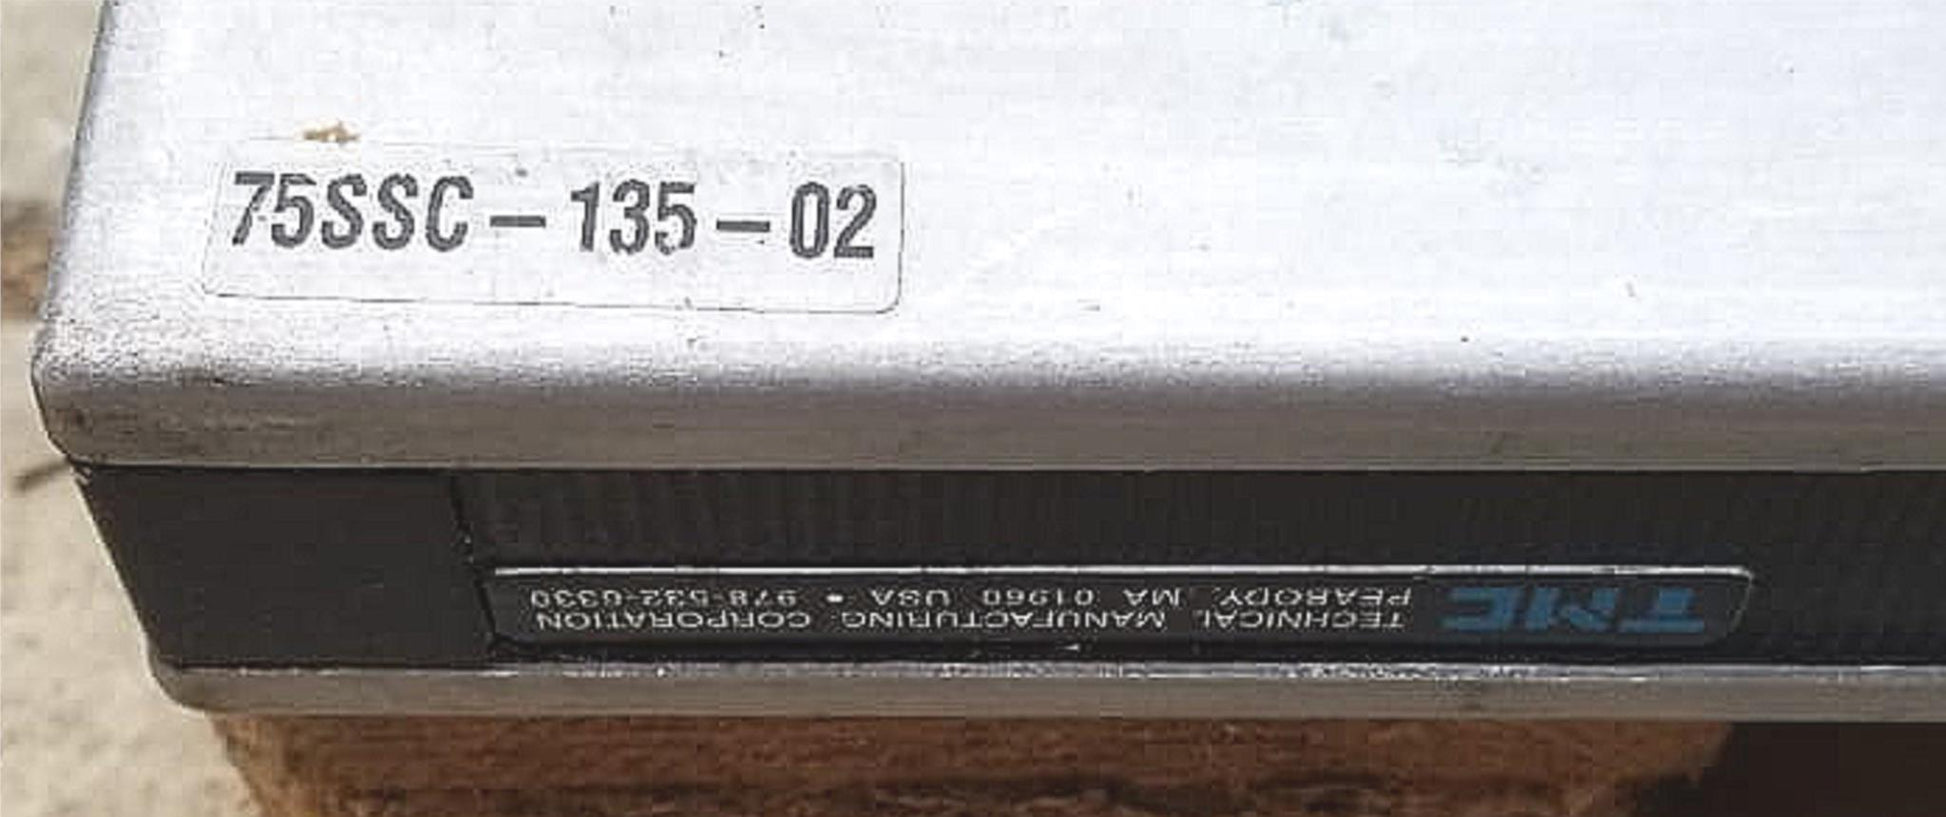 75SSC-135-02
TMC
TECHNICAL MANUFACTURING CORPORATION
PEABODY, MA 01960 USA • 978-532-6330